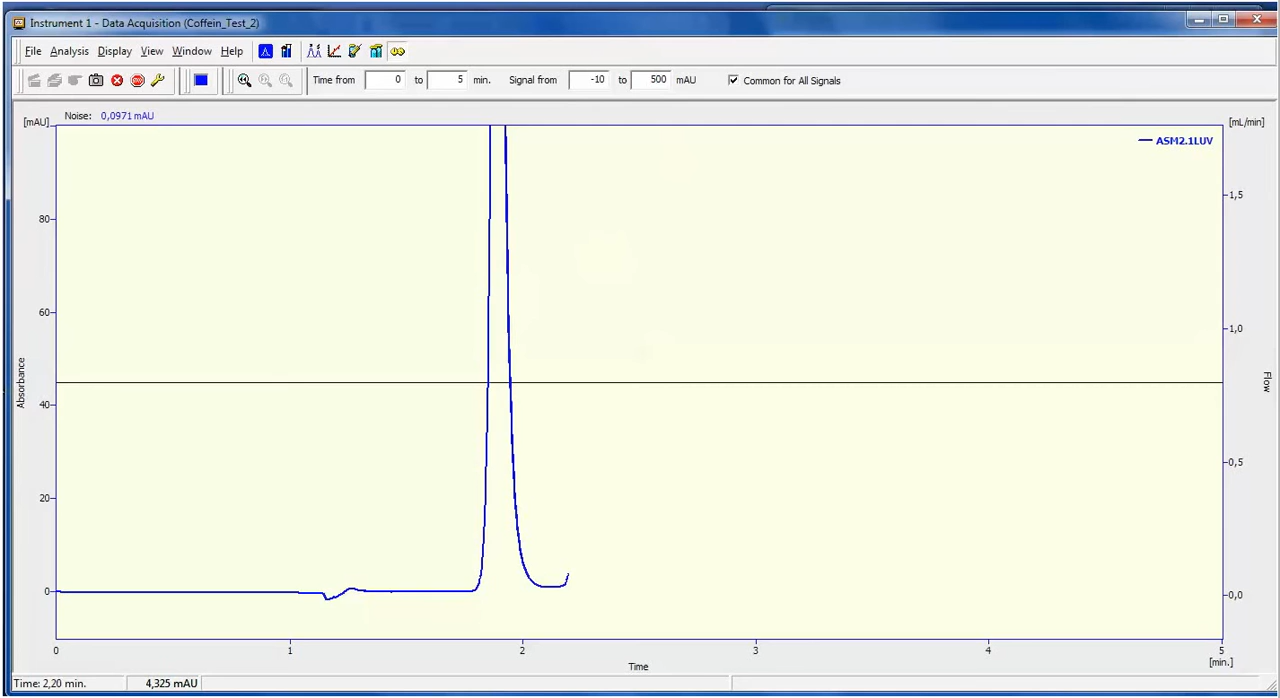 Instrument 1 - Data Acquisition (Coffein_Test_2)
File Analysis Display View Window Help
Time from 0 to 5 min. Signal from -10 to 500 mAU Common for All Signals
Noise: 0,0971 mAU
[mAU] [mL/min]
ASM2.1LUV
80 1,5
60 1,0
Absorbance Flow
40
20 0,5
0 0,0
0 1 2 3 4 5
Time [min.]
Time: 2,20 min. 4,325 mAU